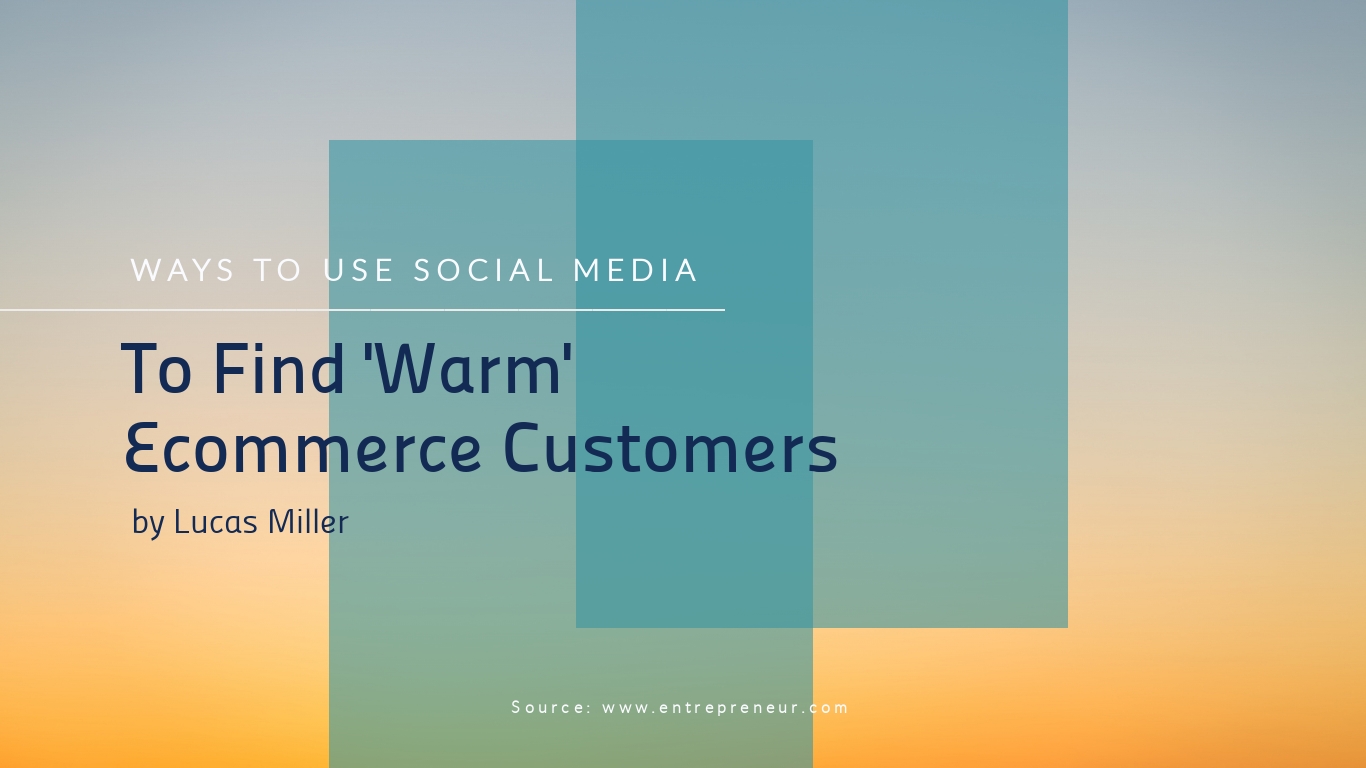 WAYS TO USE SOCIAL MEDIA
To Find 'Warm'
Ecommerce Customers
by Lucas Miller
Source: www.entrepreneur.com